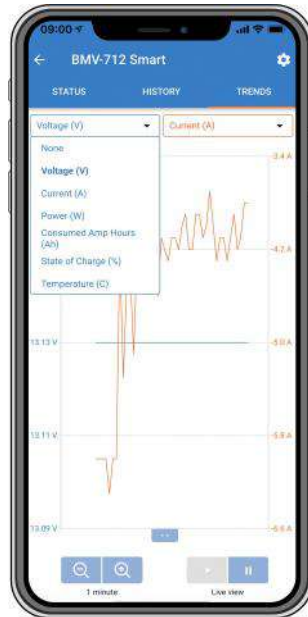 09:00
BMV-712 Smart
STATUS HISTORY TRENDS
Voltage (V) Current (A)
None
Voltage (V)
Current (A)
Power (W)
Consumed Amp Hours
(Ah)
State of Charge (%)
Temperature (C)
-3.4 A
-4.2 A
13.13 V -5.0 A
13.11 V -5.8 A
13.09 V -6.6 A
1 minute Live view